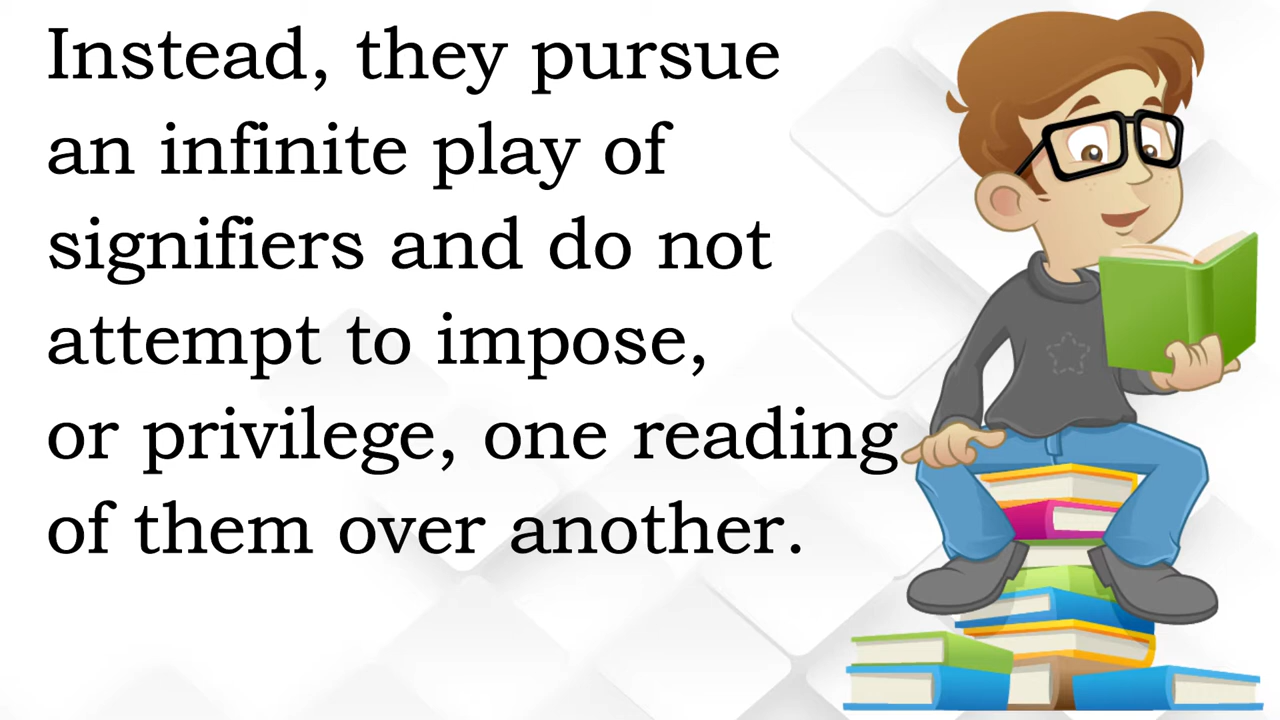 Instead, they pursue
an infinite play of
signifiers and do not
attempt to impose,
or privilege, one reading
of them over another.